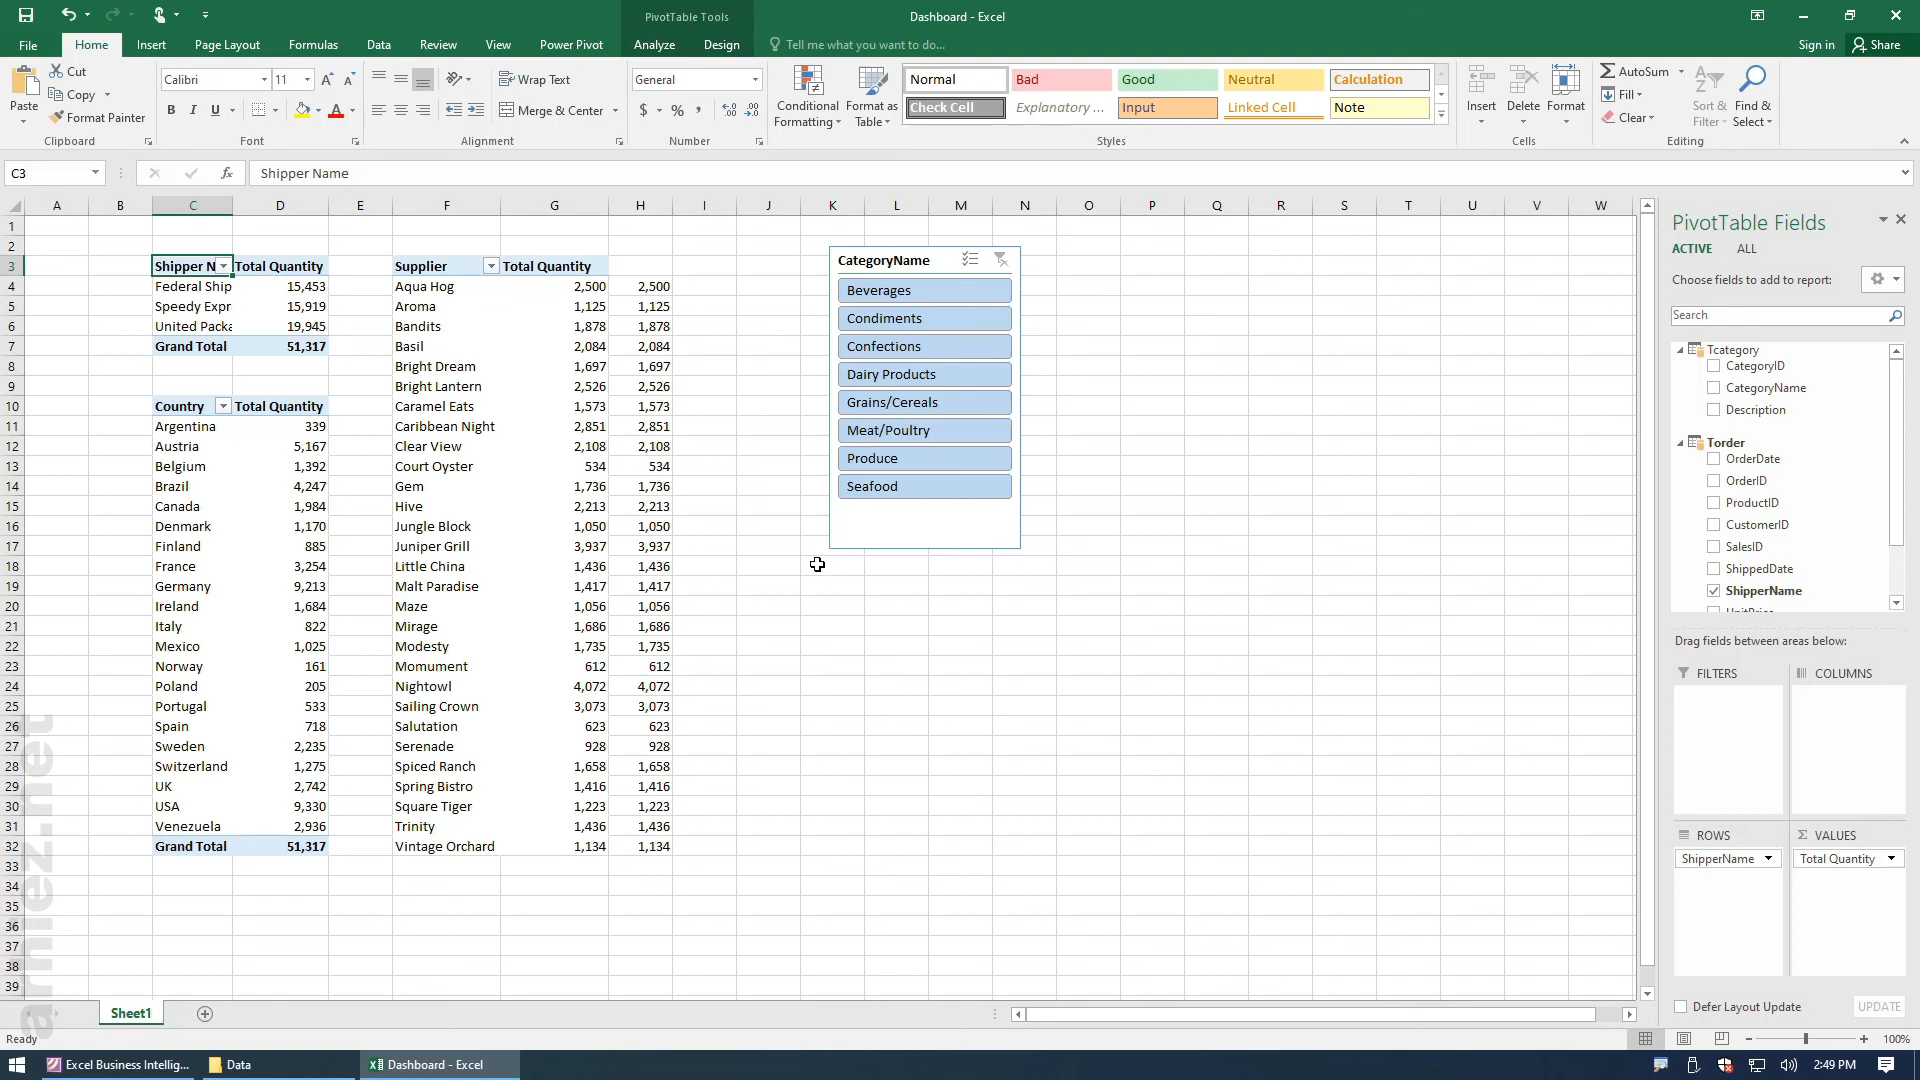 PivotTable Tools
Dashboard - Excel
File Home Insert Page Layout Formulas Data Review View Power Pivot Analyze Design Tell me what you want to do... Sign in Share
Paste
Cut
Copy
Format Painter
Calibri 11
B I U
Wrap Text
Merge & Center
General
$ % ,
Conditional Formatting
Format as Table
Normal Bad Good Neutral Calculation
Check Cell Explanatory ... Input Linked Cell Note
Insert Delete Format
AutoSum
Fill
Clear
Sort & Filter
Find & Select
Clipboard Font Alignment Number Styles Cells Editing
C3 fx Shipper Name
A B C D E F G H I J K L M N O P Q R S T U V W
1
2
3 Shipper N Total Quantity Supplier Total Quantity
4 Federal Ship 15,453 Aqua Hog 2,500 2,500
5 Speedy Expr 15,919 Aroma 1,125 1,125
6 United Packa 19,945 Bandits 1,878 1,878
7 Grand Total 51,317 Basil 2,084 2,084
8 Bright Dream 1,697 1,697
9 Bright Lantern 2,526 2,526
10 Country Total Quantity Caramel Eats 1,573 1,573
11 Argentina 339 Caribbean Night 2,851 2,851
12 Austria 5,167 Clear View 2,108 2,108
13 Belgium 1,392 Court Oyster 534 534
14 Brazil 4,247 Gem 1,736 1,736
15 Canada 1,984 Hive 2,213 2,213
16 Denmark 1,170 Jungle Block 1,050 1,050
17 Finland 885 Juniper Grill 3,937 3,937
18 France 3,254 Little China 1,436 1,436
19 Germany 9,213 Malt Paradise 1,417 1,417
20 Ireland 1,684 Maze 1,056 1,056
21 Italy 822 Mirage 1,686 1,686
22 Mexico 1,025 Modesty 1,735 1,735
23 Norway 161 Momument 612 612
24 Poland 205 Nightowl 4,072 4,072
25 Portugal 533 Sailing Crown 3,073 3,073
26 Spain 718 Salutation 623 623
27 Sweden 2,235 Serenade 928 928
28 Switzerland 1,275 Spiced Ranch 1,658 1,658
29 UK 2,742 Spring Bistro 1,416 1,416
30 USA 9,330 Square Tiger 1,223 1,223
31 Venezuela 2,936 Trinity 1,436 1,436
32 Grand Total 51,317 Vintage Orchard 1,134 1,134
33
34
35
36
37
38
39
CategoryName
Beverages
Condiments
Confections
Dairy Products
Grains/Cereals
Meat/Poultry
Produce
Seafood
PivotTable Fields
ACTIVE ALL
Choose fields to add to report:
Search
Tcategory
CategoryID
CategoryName
Description
Torder
OrderDate
OrderID
ProductID
CustomerID
SalesID
ShippedDate
ShipperName
UnitPrice
Drag fields between areas below:
FILTERS COLUMNS
ROWS VALUES
ShipperName Total Quantity
Defer Layout Update UPDATE
Sheet1
Ready 100%
Excel Business Intellig... Data Dashboard - Excel 2:49 PM
arniez.net